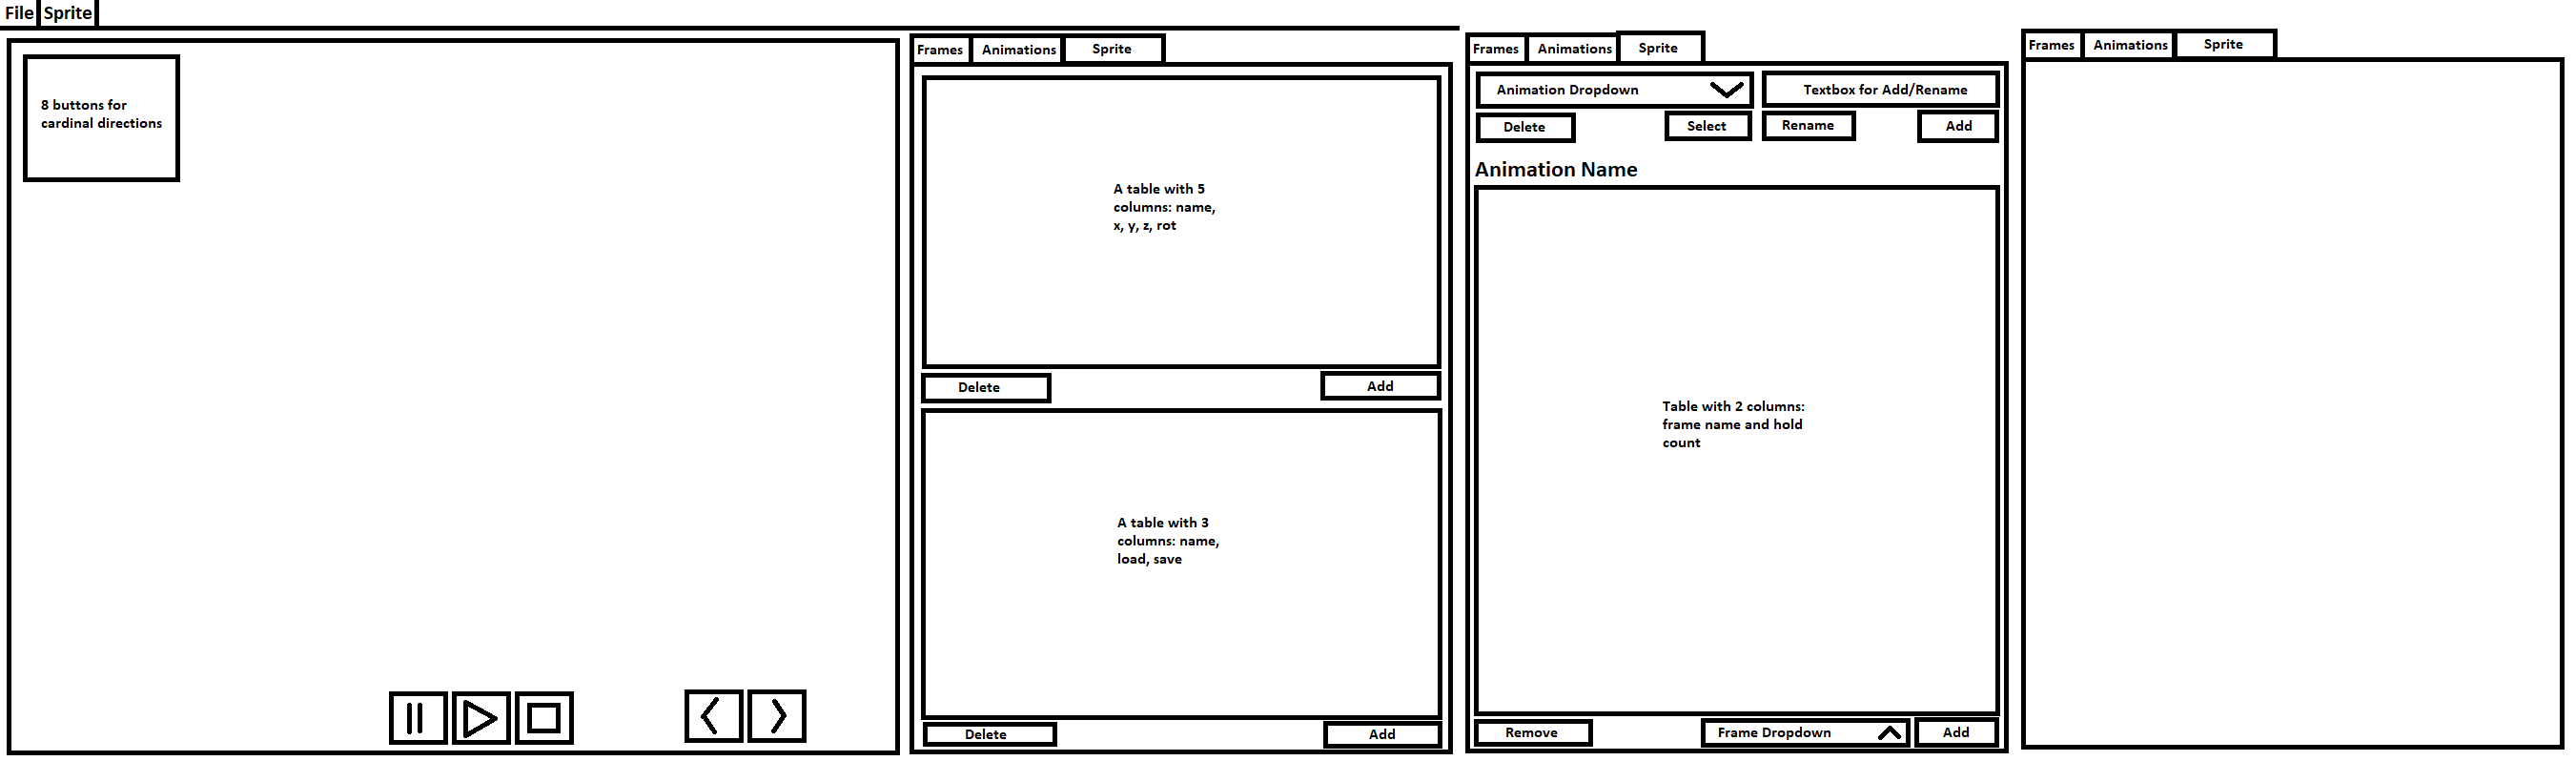 File Sprite
8 buttons for
cardinal directions
Frames Animations Sprite
A table with 5
columns: name,
x, y, z, rot
Delete Add
A table with 3
columns: name,
load, save
Delete Add
Frames Animations Sprite
Animation Dropdown Textbox for Add/Rename
Delete Select Rename Add
Animation Name
Table with 2 columns:
frame name and hold
count
Remove Frame Dropdown Add
Frames Animations Sprite